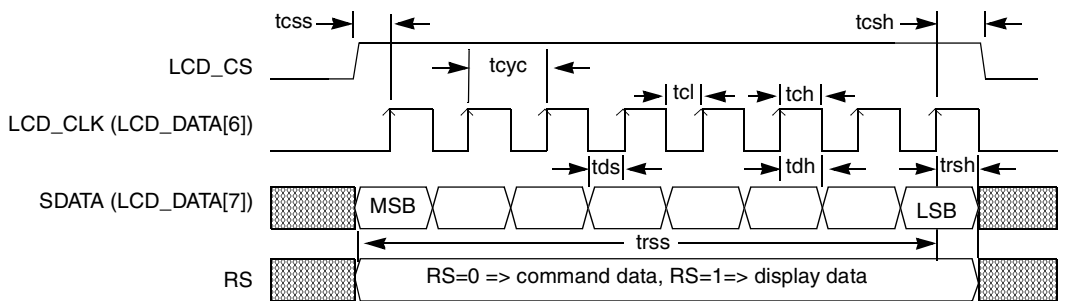 tcss
tcsh
LCD_CS
tcyc
tcl
tch
LCD_CLK (LCD_DATA[6])
tds
tdh
trsh
SDATA (LCD_DATA[7])
MSB
LSB
trss
RS
RS=0 => command data, RS=1=> display data